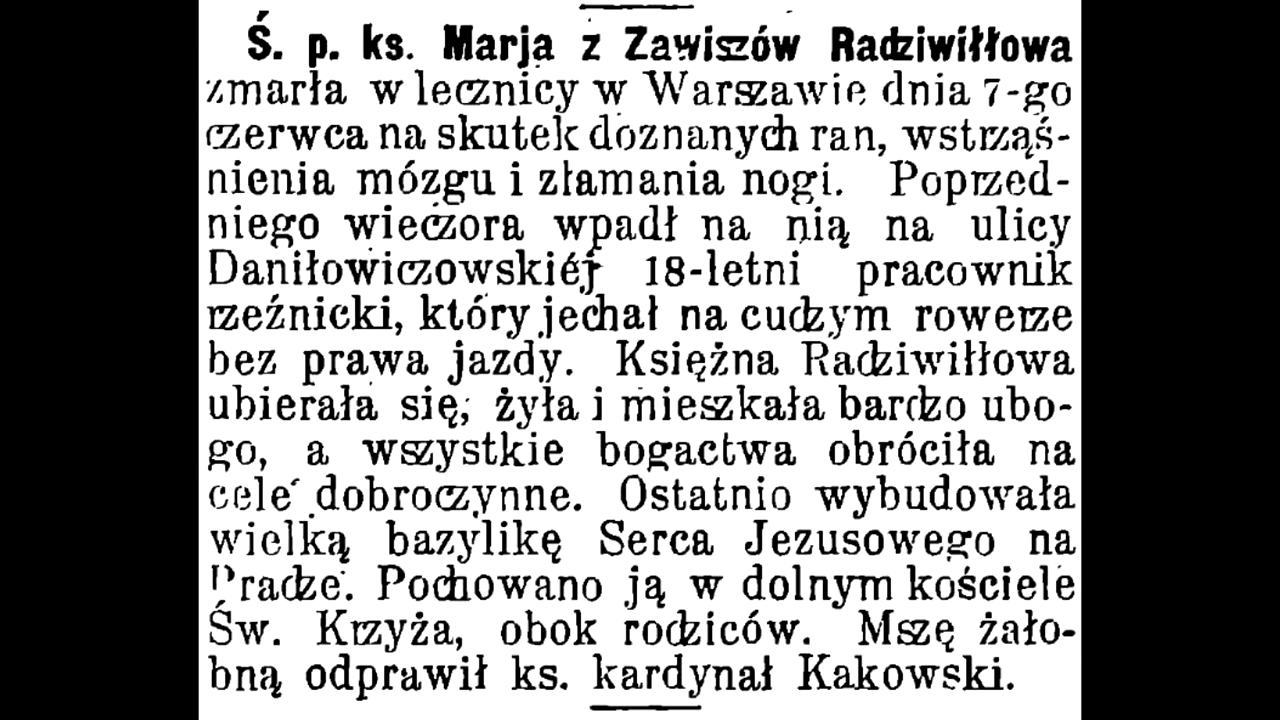 Ś. p. ks. Marja z Zawiszów Radziwiłłowa
zmarła w lecznicy w Warszawie dnia 7-go
czerwca na skutek doznanych ran, wstrząś-
nienia mózgu i złamania nogi. Poprzed-
niego wieczora wpadł na nią na ulicy
Daniłowiczowskiéj 18-letni pracownik
rzeźnicki, który jechał na cudzym rowerze
bez prawa jazdy. Księżna Radziwiłłowa
ubierała się, żyła i mieszkała bardzo ubo-
go, a wszystkie bogactwa obróciła na
cele dobroczynne. Ostatnio wybudowała
wielką bazylikę Serca Jezusowego na
Pradze. Pochowano ją w dolnym kościele
Św. Krzyża, obok rodziców. Mszę żało-
bną odprawił ks. kardynał Kakowski.